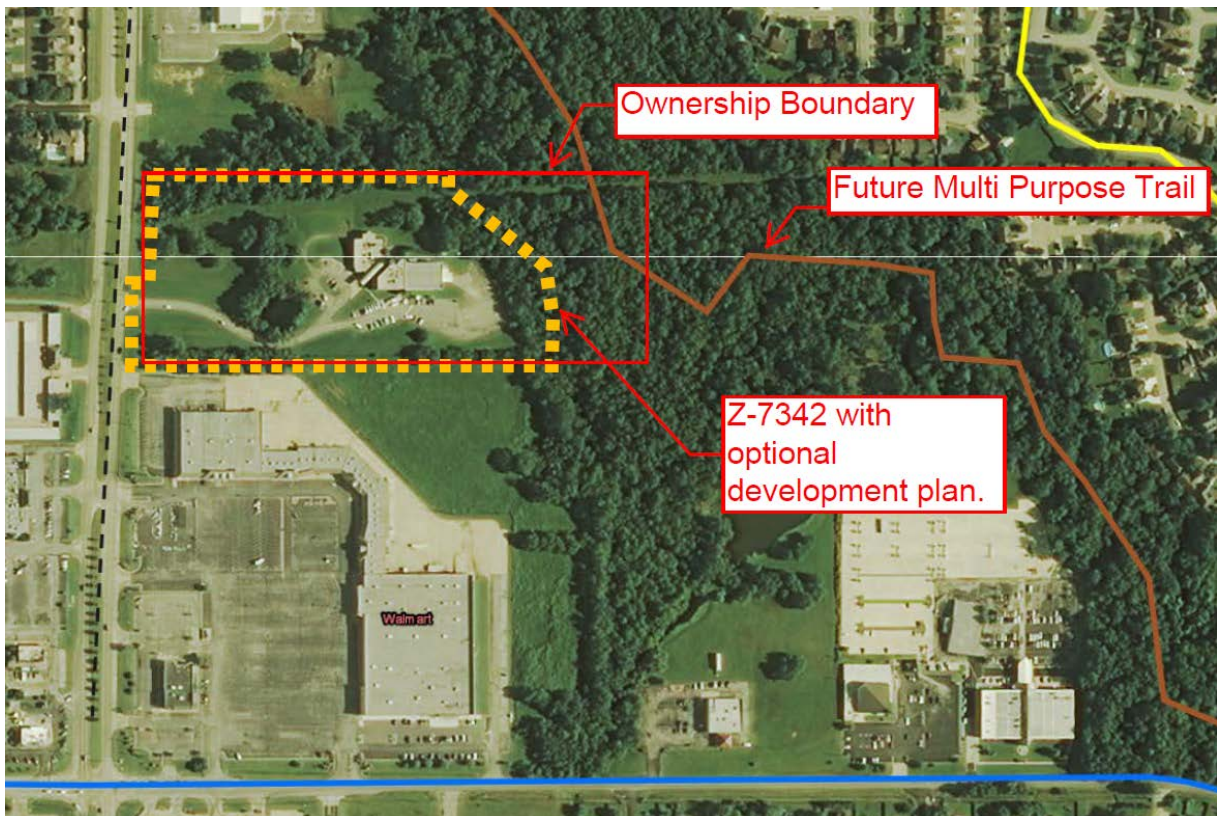 Ownership Boundary
Future Multi Purpose Trail
Z-7342 with
optional
development plan.
Walmart